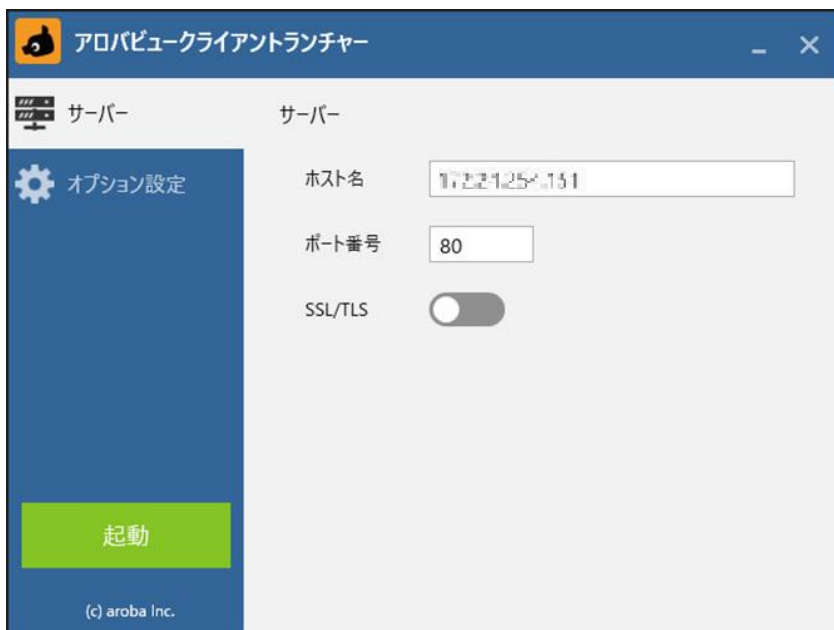 アロバビュークライアントランチャー
サーバー
サーバー
オプション設定
ホスト名
ポート番号
80
SSL/TLS
起動
(c) aroba Inc.